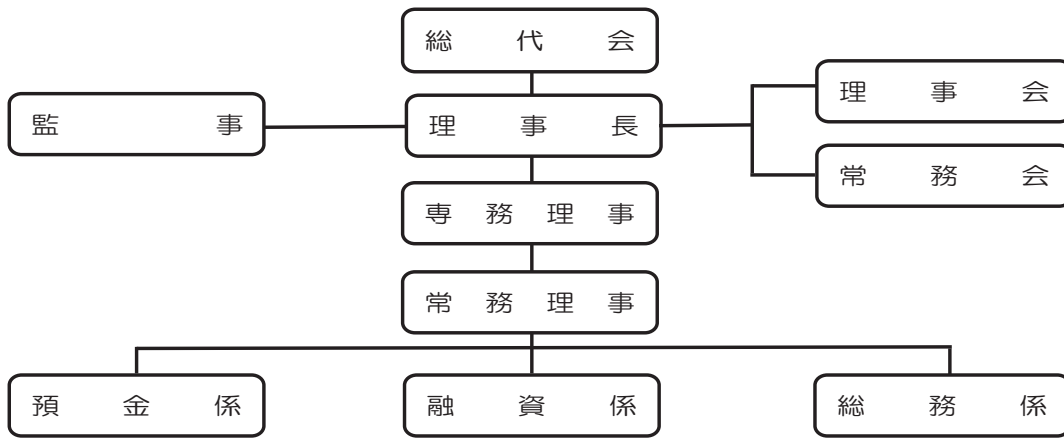 総代会
理事会
監事
理事長
常務会
専務理事
常務理事
預金係
融資係
総務係